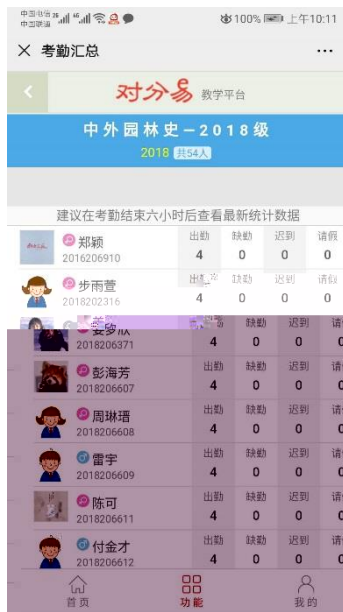 中国电信 26 46 100% 上午10:11
中国联通
× 考勤汇总 ...
对分易 教学平台
中外园林史－2018级
2018 共54人
建议在考勤结束六小时后查看最新统计数据
郑颖 出勤 缺勤 迟到 请假
2016206910 4 0 0 0
步雨萱 出勤 缺勤 迟到 请假
2018202316 4 0 0 0
2018206371 4 0 0 0
彭海芳 出勤 缺勤 迟到 请
2018206607 4 0 0 0
周琳瑨 出勤 缺勤 迟到 请
2018206608 4 0 0 0
雷宇 出勤 缺勤 迟到 请
2018206609 4 0 0 0
陈可 出勤 缺勤 迟到 请
2018206611 4 0 0 0
付金才 出勤 缺勤 迟到 请
2018206612 4 0 0 0
首页 功能 我的